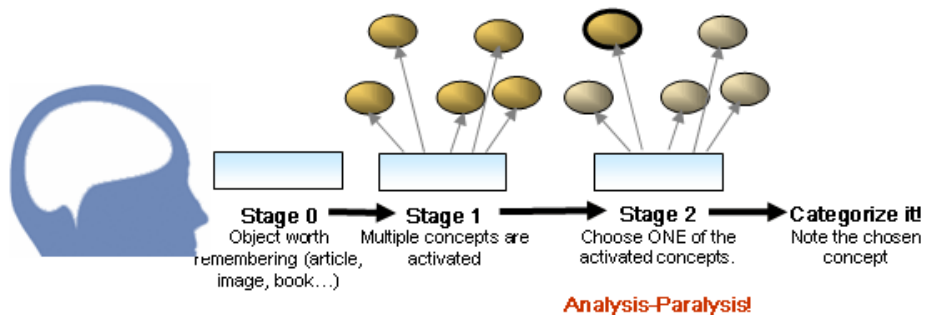 Stage 0
Object worth
remembering (article,
image, book...)
Stage 1
Multiple concepts are
activated
Stage 2
Choose ONE of the
activated concepts.
Analysis-Paralysis!
Categorize it!
Note the chosen
concept